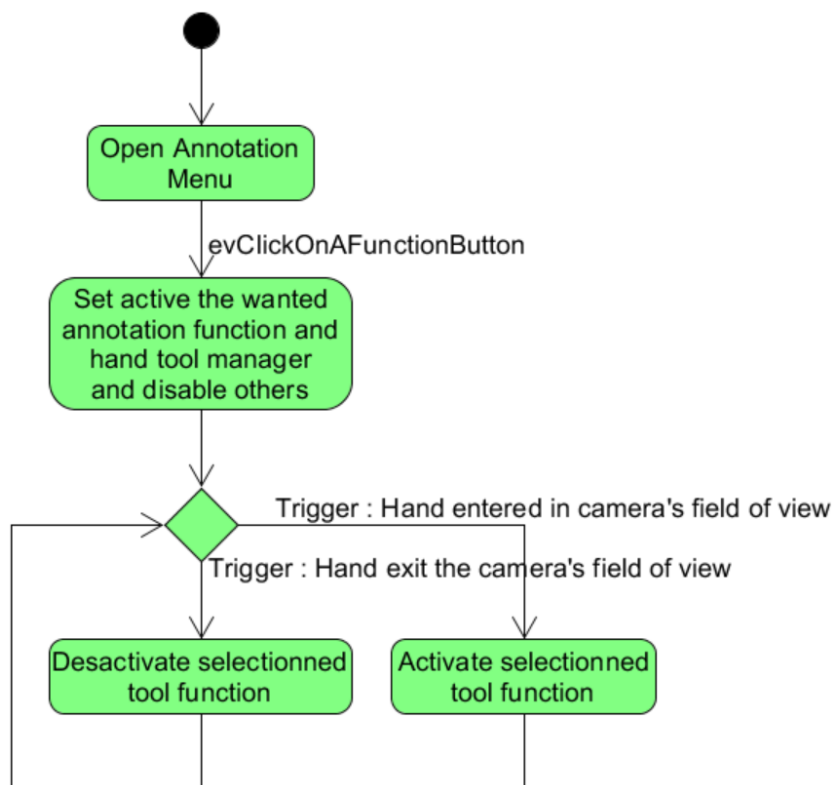 Open Annotation
Menu
evClickOnAFunctionButton
Set active the wanted
annotation function and
hand tool manager
and disable others
Trigger : Hand entered in camera's field of view
Trigger : Hand exit the camera's field of view
Desactivate selectionned
tool function
Activate selectionned
tool function